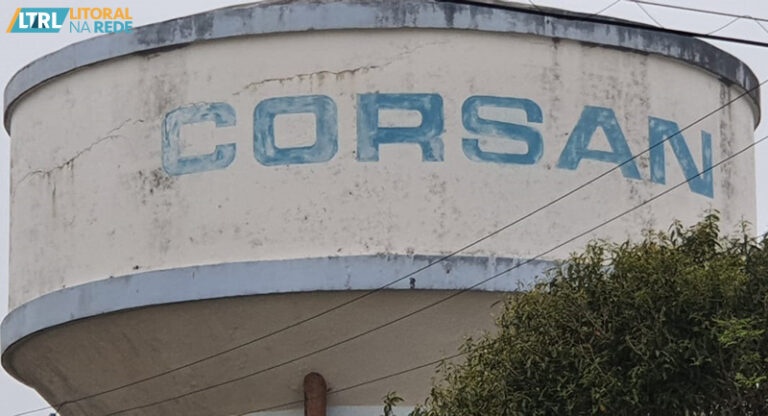 LTRL LITORAL
NA REDE
CORSAN